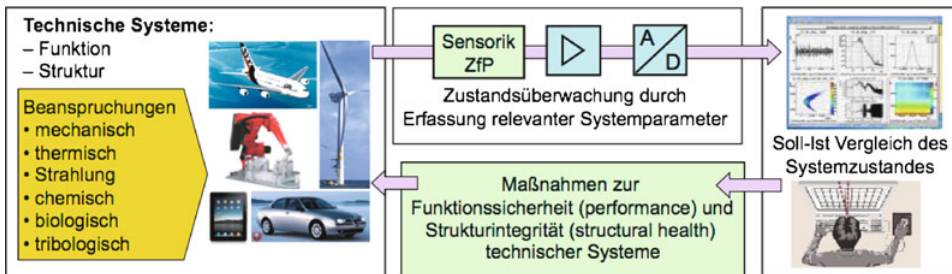 Technische Systeme:
– Funktion
– Struktur
Beanspruchungen
• mechanisch
• thermisch
• Strahlung
• chemisch
• biologisch
• tribologisch
Sensorik
ZfP
A
D
Zustandsüberwachung durch
Erfassung relevanter Systemparameter
Soll-Ist Vergleich des
Systemzustandes
Maßnahmen zur
Funktionssicherheit (performance) und
Strukturintegrität (structural health)
technischer Systeme